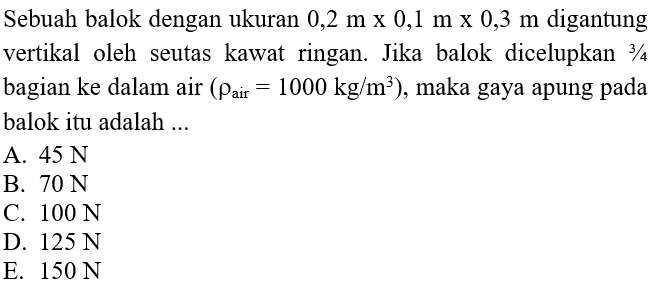 Sebuah balok dengan ukuran 0,2 m x 0,1 m x 0,3 m digantung
vertikal oleh seutas kawat ringan. Jika balok dicelupkan ¾
bagian ke dalam air (ρair = 1000 kg/m³), maka gaya apung pada
balok itu adalah ...
A. 45 N
B. 70 N
C. 100 N
D. 125 N
E. 150 N